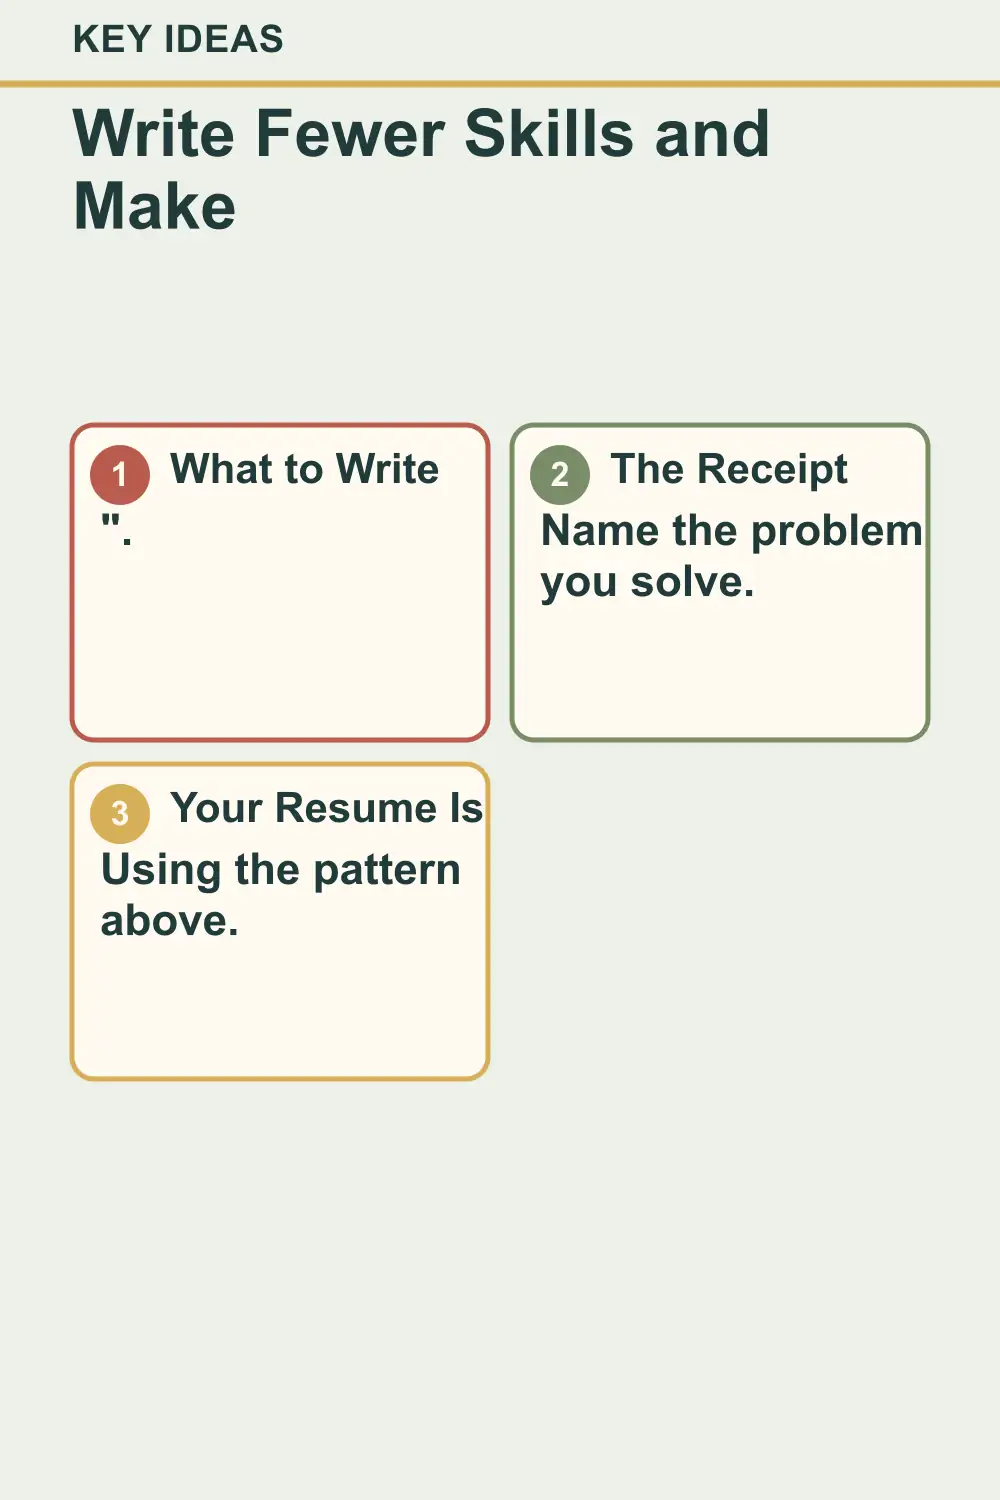 KEY IDEAS
Write Fewer Skills and
Make
1 What to Write
".
2 The Receipt
Name the problem
you solve.
3 Your Resume Is
Using the pattern
above.